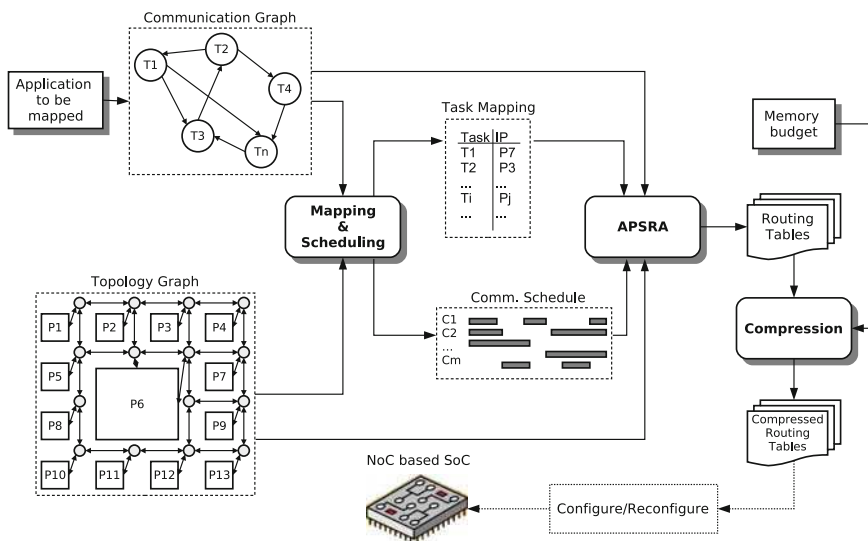 Communication Graph
Application
to be
mapped
T1
T2
T3
T4
Tn
Task Mapping
Task IP
T1 P7
T2 P3
... ...
Ti Pj
... ...
Memory
budget
Mapping
&
Scheduling
APSRA
Routing
Tables
Topology Graph
P1 P2 P3 P4
P5 P6 P7
P8 P9
P10 P11 P12 P13
Comm. Schedule
C1
C2
...
Cm
Compression
Compressed
Routing
Tables
NoC based SoC
Configure/Reconfigure